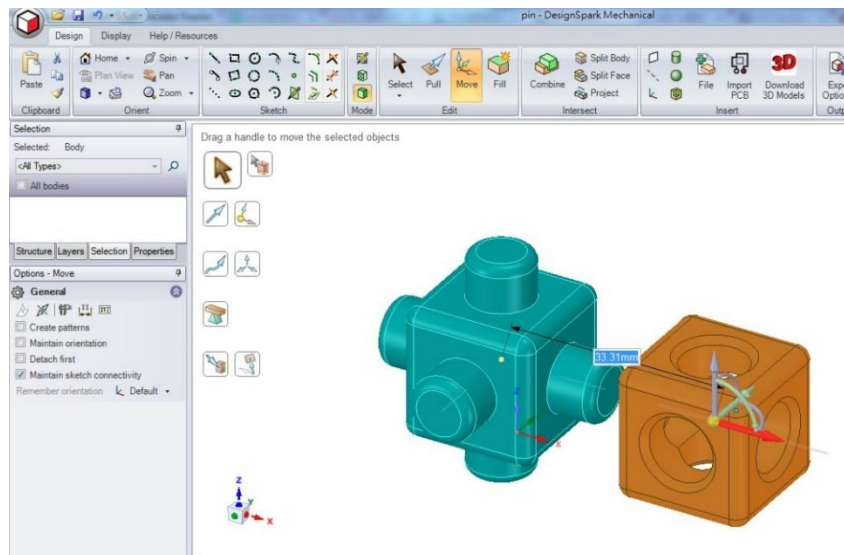 pin - DesignSpark Mechanical
Design Display Help / Resources
Paste
Home
Spin
Plan View
Pan
Zoom
Select
Pull
Move
Fill
Combine
Split Body
Split Face
Project
File
Import PCB
Download 3D Models
3D
Clipboard
Orient
Sketch
Mode
Edit
Intersect
Insert
Selection
Selected: Body
<All Types>
All bodies
Structure Layers Selection Properties
Options - Move
General
Create patterns
Maintain orientation
Detach first
Maintain sketch connectivity
Remember orientation Default
Drag a handle to move the selected objects
33.31mm
Z
X
Z
Y
X